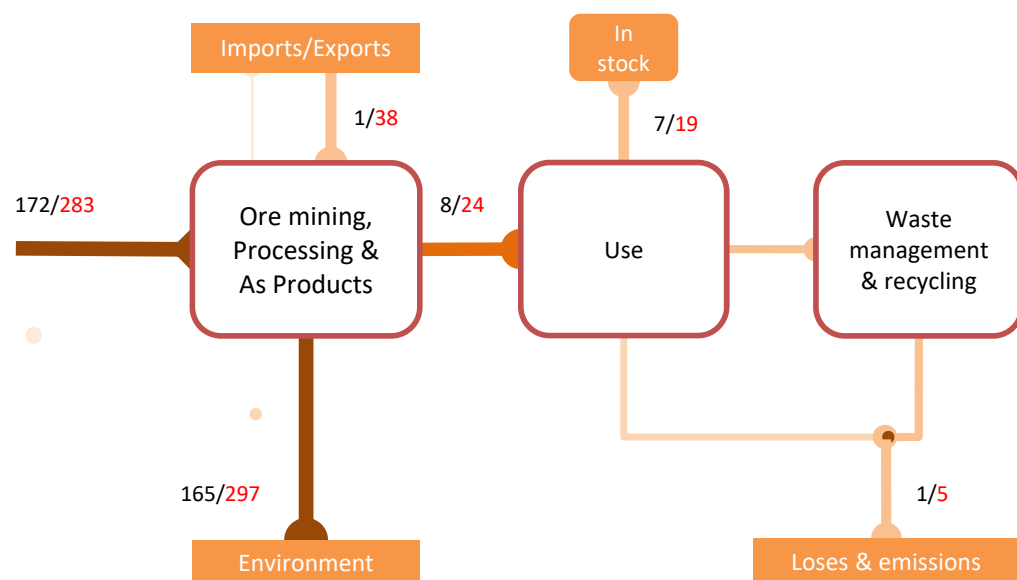 Imports/Exports
In
stock
1/38
7/19
172/283
8/24
Ore mining,
Processing &
As Products
Use
Waste
management
& recycling
165/297
1/5
Environment
Loses & emissions